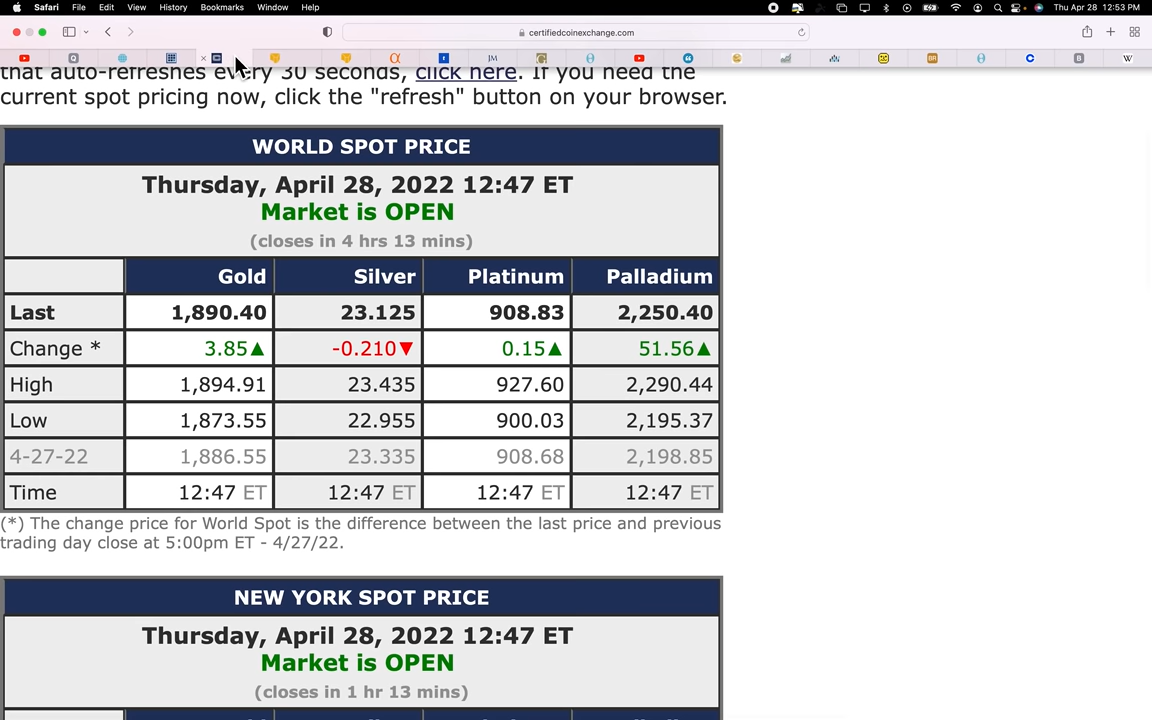 Safari File Edit View History Bookmarks Window Help Thu Apr 28 12:53 PM
certifiedcoinexchange.com
that auto-refreshes every 30 seconds, click here. If you need the
current spot pricing now, click the "refresh" button on your browser.
WORLD SPOT PRICE
Thursday, April 28, 2022 12:47 ET
Market is OPEN
(closes in 4 hrs 13 mins)
Gold Silver Platinum Palladium
Last 1,890.40 23.125 908.83 2,250.40
Change * 3.85▲ -0.210▼ 0.15▲ 51.56▲
High 1,894.91 23.435 927.60 2,290.44
Low 1,873.55 22.955 900.03 2,195.37
4-27-22 1,886.55 23.335 908.68 2,198.85
Time 12:47 ET 12:47 ET 12:47 ET 12:47 ET
(*) The change price for World Spot is the difference between the last price and previous
trading day close at 5:00pm ET - 4/27/22.
NEW YORK SPOT PRICE
Thursday, April 28, 2022 12:47 ET
Market is OPEN
(closes in 1 hr 13 mins)